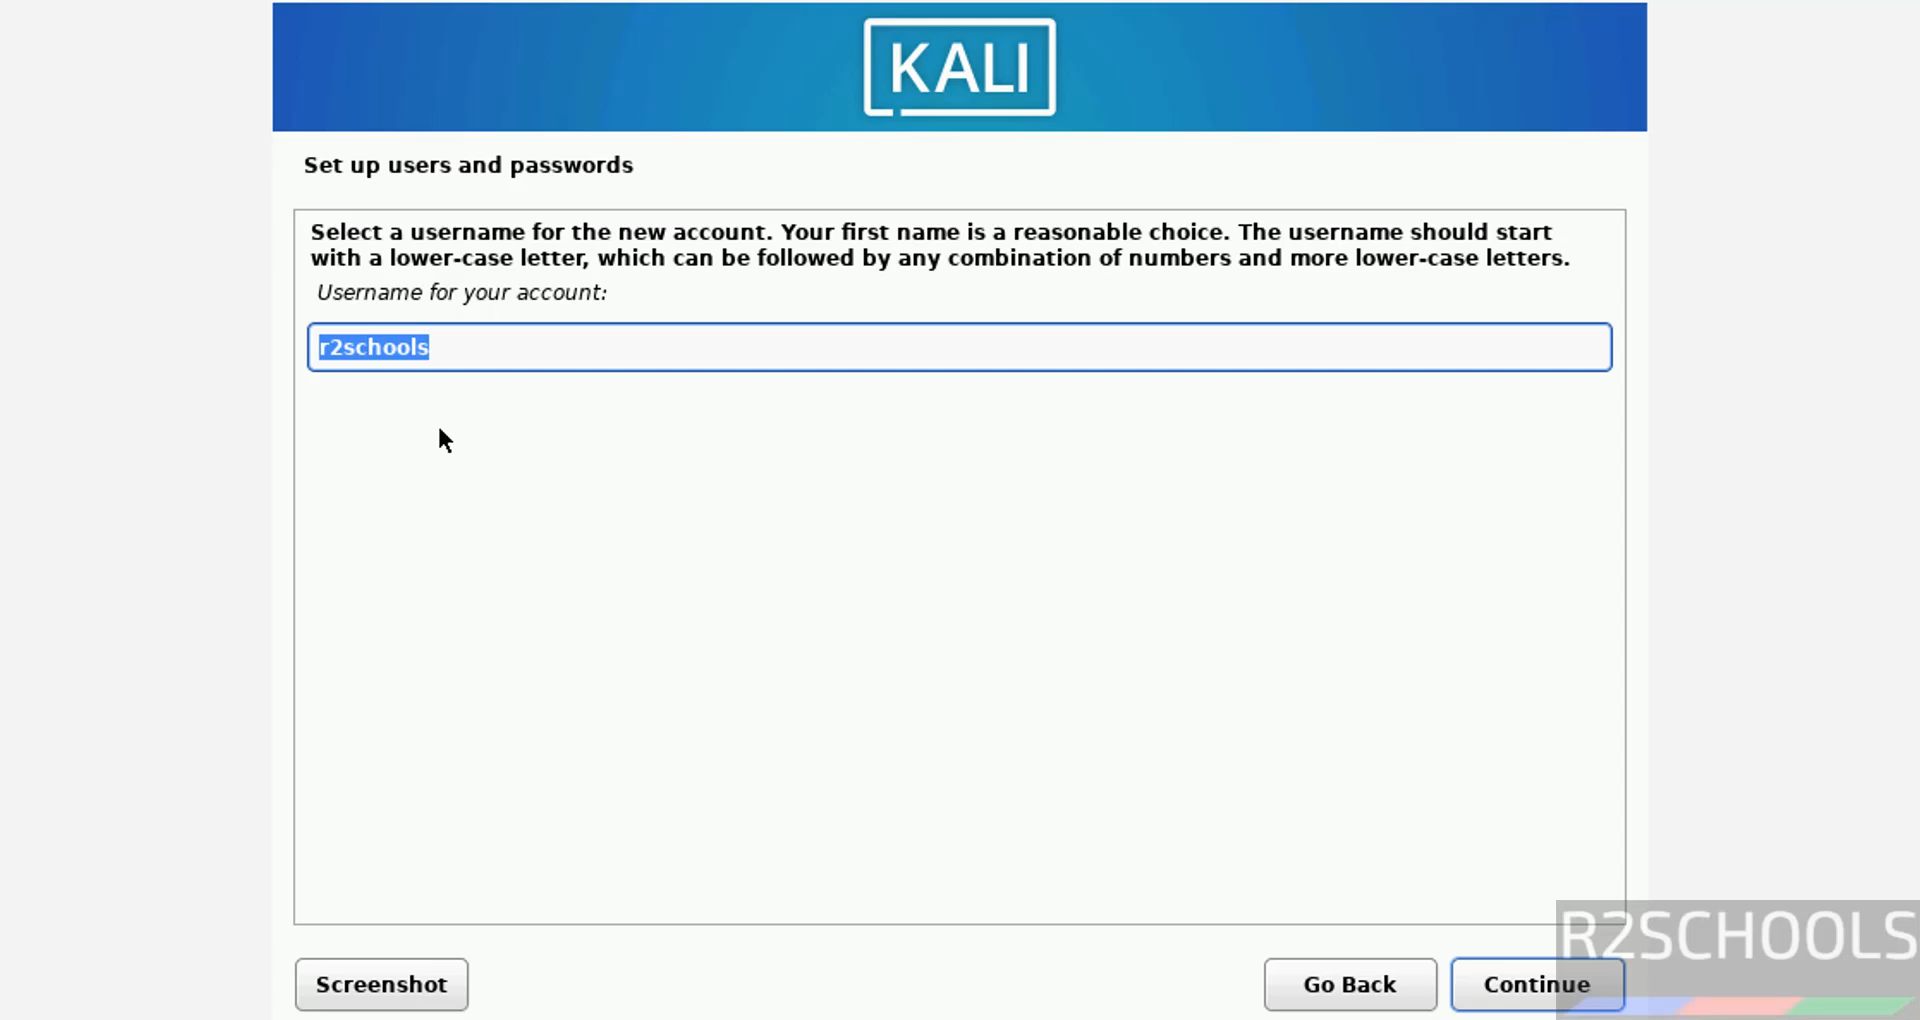 KALI
Set up users and passwords
Select a username for the new account. Your first name is a reasonable choice. The username should start
with a lower-case letter, which can be followed by any combination of numbers and more lower-case letters.
Username for your account:
r2schools
Screenshot
Go Back
Continue
R2SCHOOLS